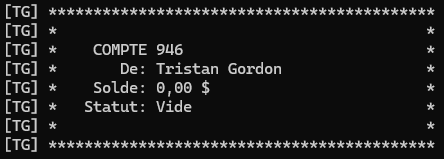 [TG] *******************************************
[TG] *                                         *
[TG] *    COMPTE 946                           *
[TG] *       De: Tristan Gordon                *
[TG] *    Solde: 0,00 $                        *
[TG] *   Statut: Vide                          *
[TG] *                                         *
[TG] *******************************************